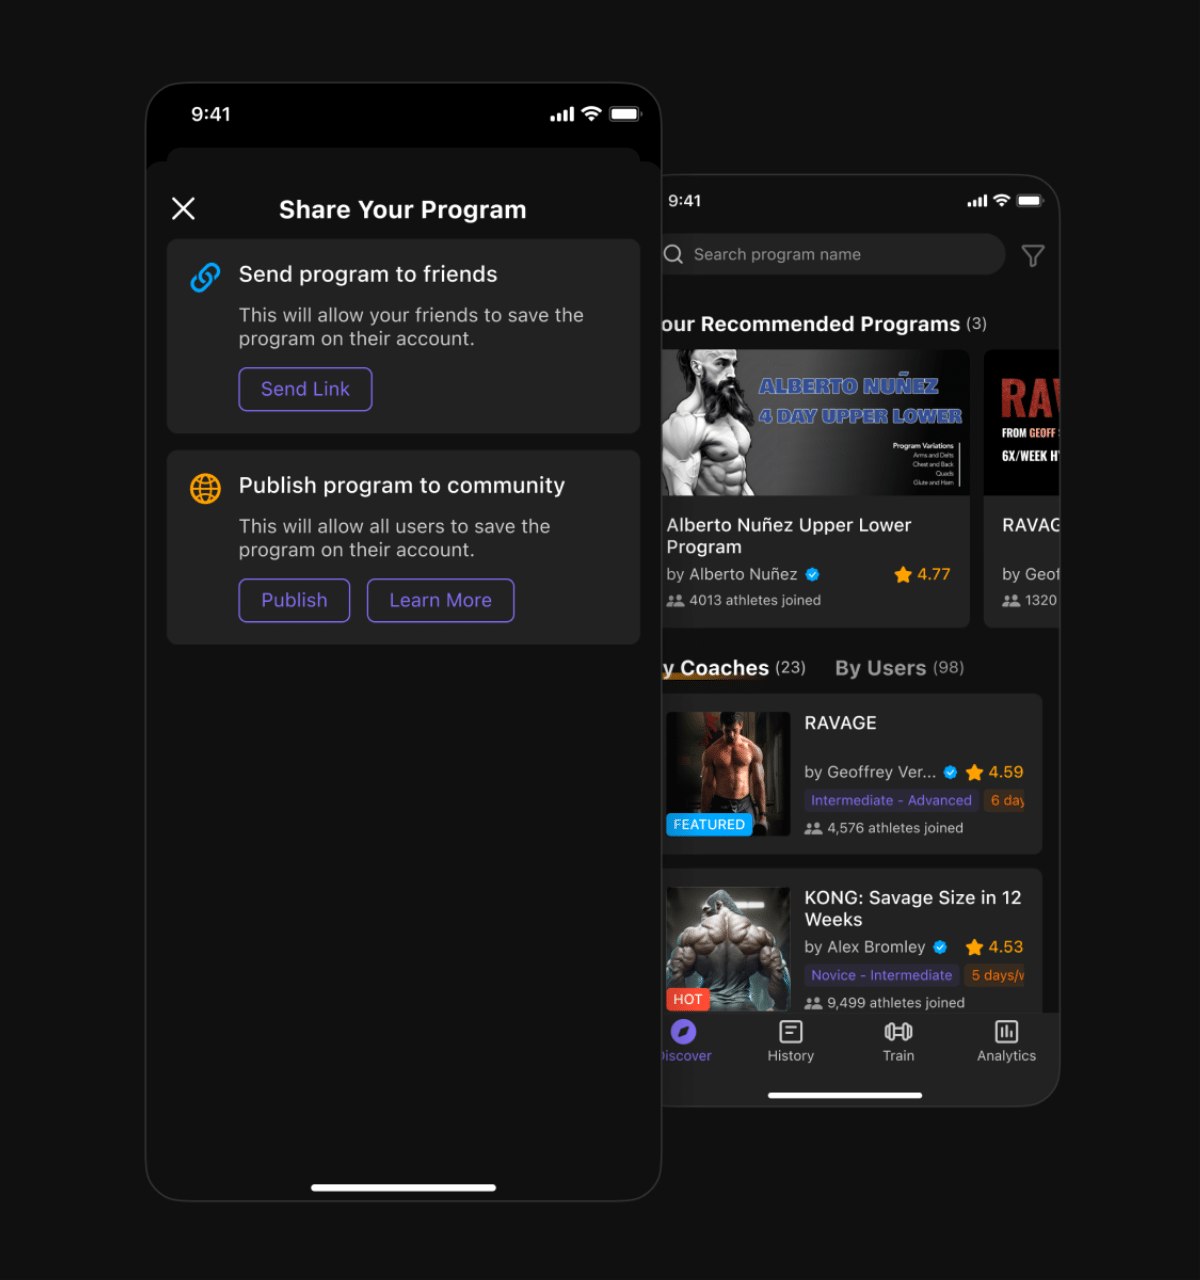 9:41
Share Your Program
Send program to friends
This will allow your friends to save the
program on their account.
Send Link
Publish program to community
This will allow all users to save the
program on their account.
Publish
Learn More
9:41
Search program name
our Recommended Programs (3)
ALBERTO NUÑEZ
4 DAY UPPER LOWER
Program Variations
Arms and Delts
Chest and Back
Quads
Glute and Ham
Alberto Nuñez Upper Lower
Program
by Alberto Nuñez
4.77
4013 athletes joined
RAV
FROM GEOFF
6X/WEEK H
RAVAG
by Geof
1320
y Coaches (23)
By Users (98)
RAVAGE
by Geoffrey Ver...
4.59
Intermediate - Advanced
6 day
FEATURED
4,576 athletes joined
KONG: Savage Size in 12
Weeks
by Alex Bromley
4.53
Novice - Intermediate
5 days/w
HOT
9,499 athletes joined
Discover
History
Train
Analytics